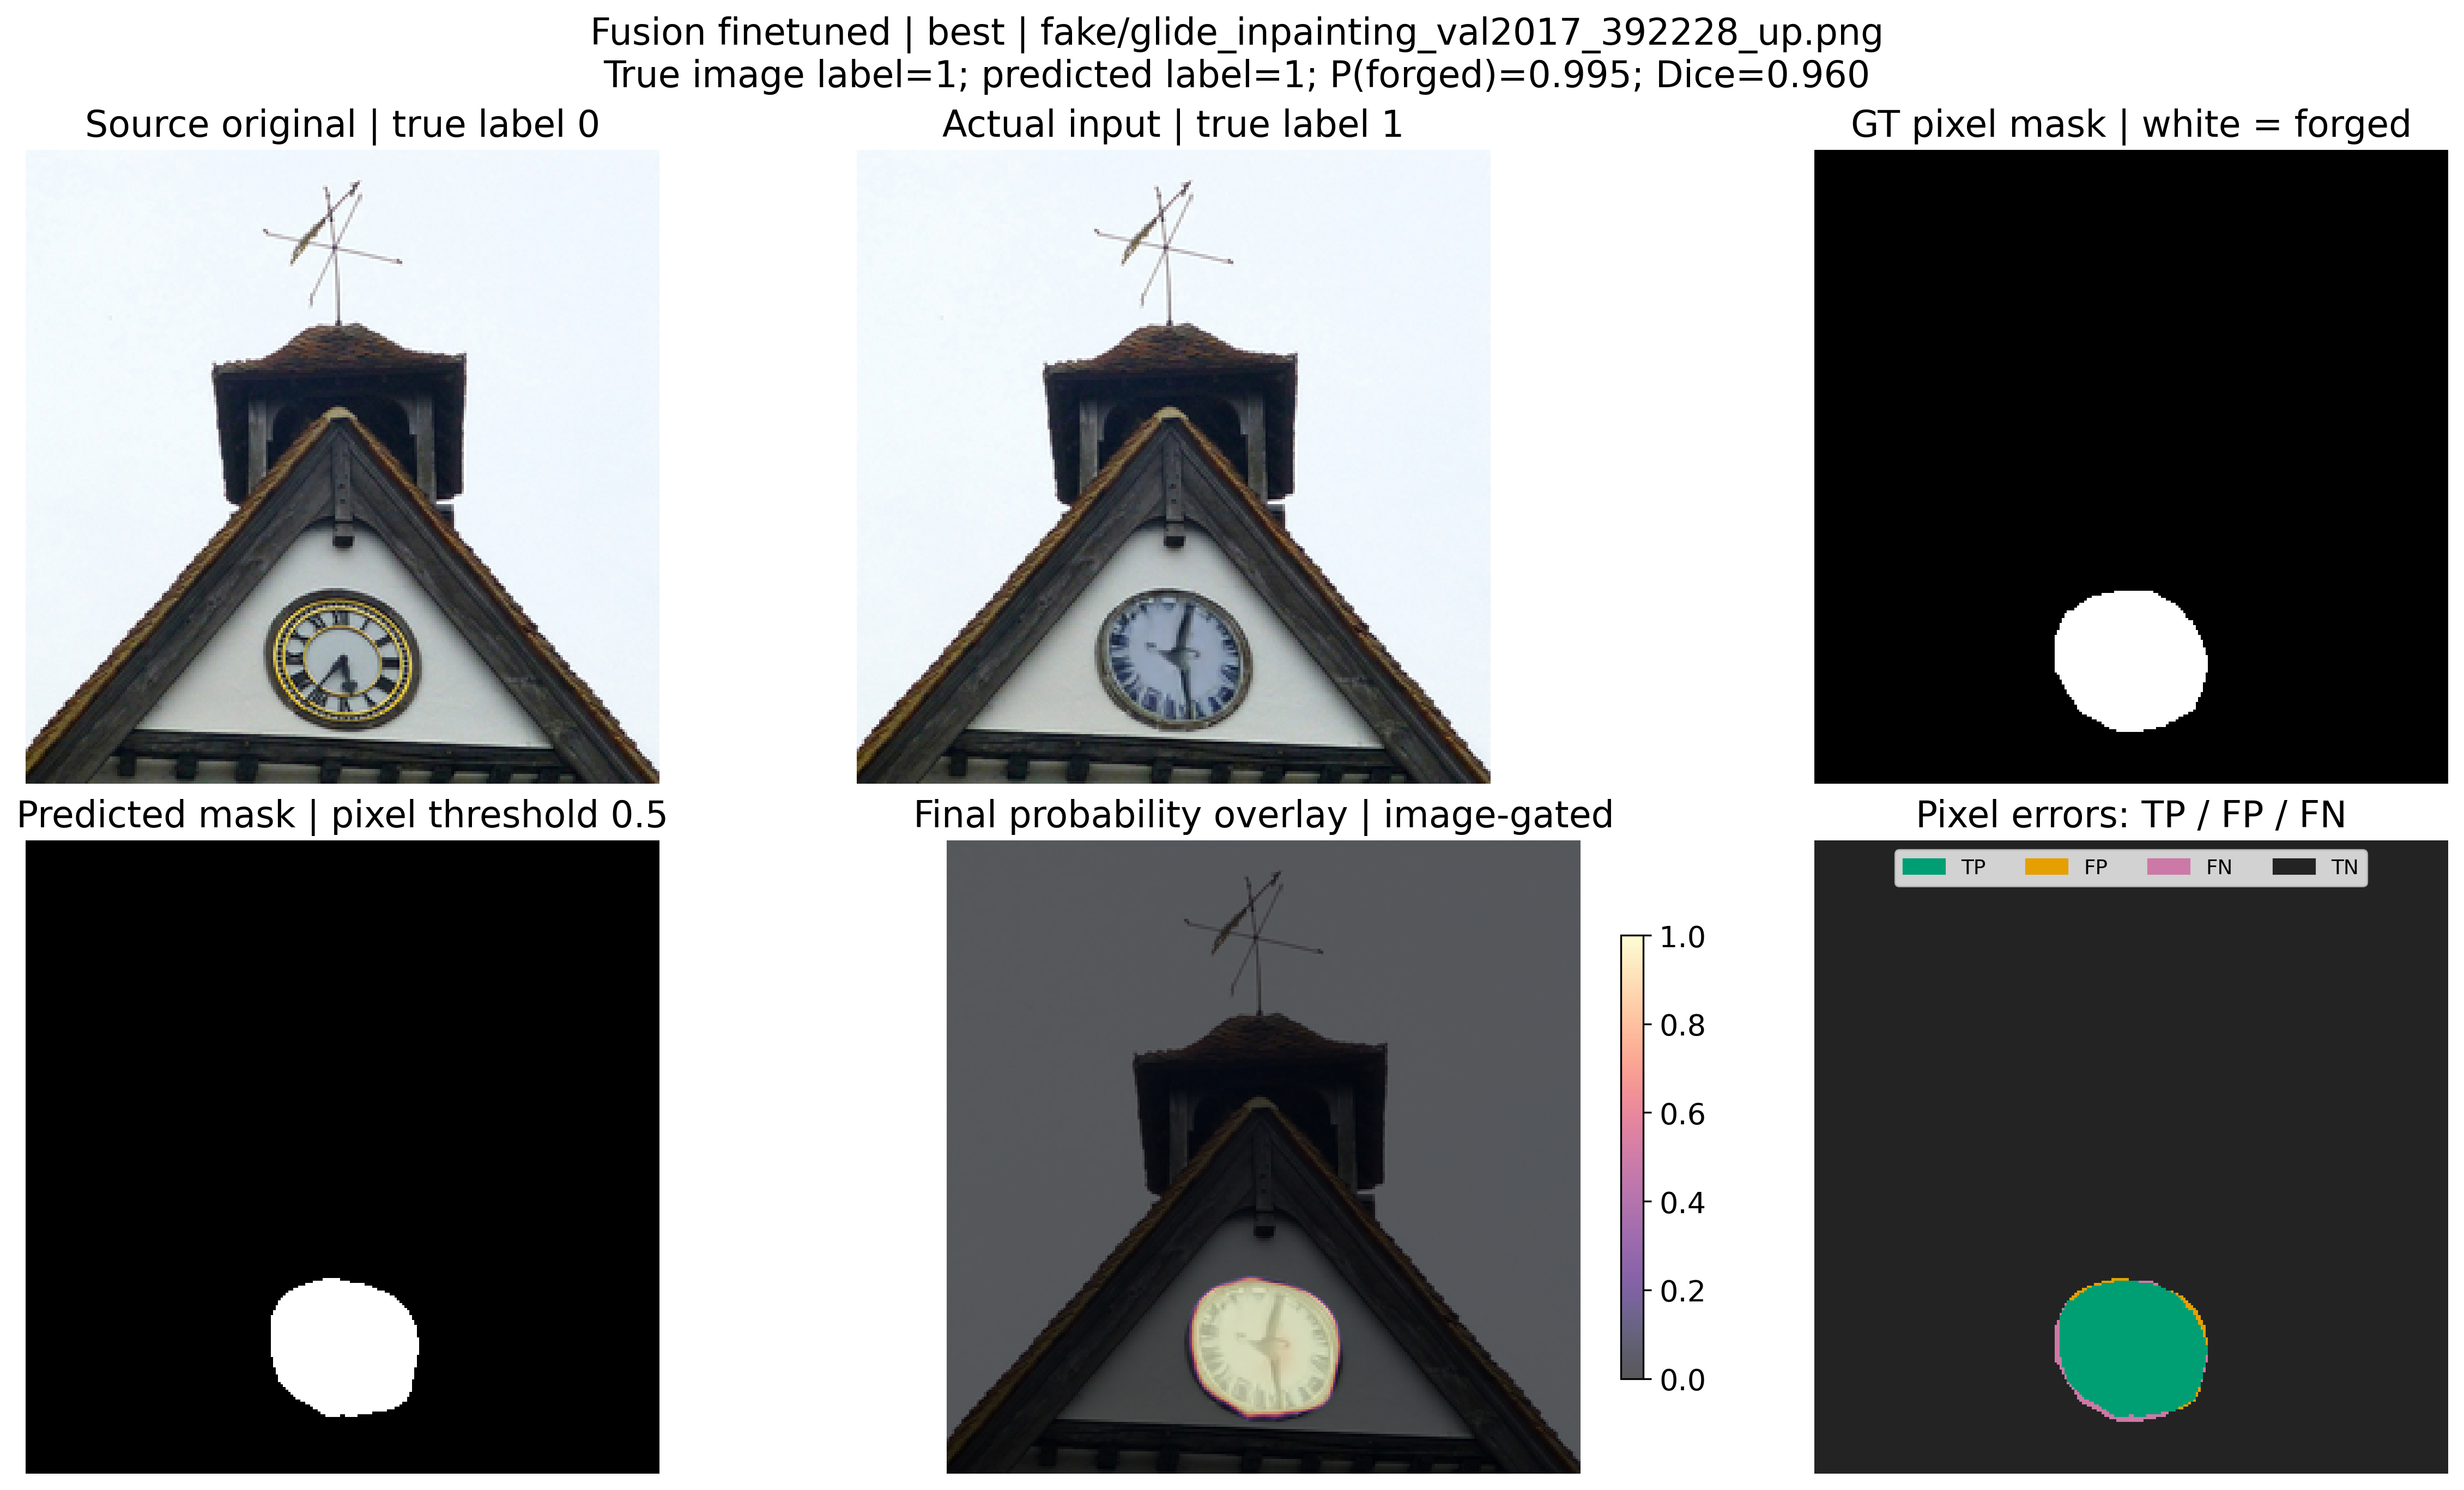 Fusion finetuned | best | fake/glide_inpainting_val2017_392228_up.png
True image label=1; predicted label=1; P(forged)=0.995; Dice=0.960
Source original | true label 0
Actual input | true label 1
GT pixel mask | white = forged
Predicted mask | pixel threshold 0.5
Final probability overlay | image-gated
Pixel errors: TP / FP / FN
1.0
0.8
0.6
0.4
0.2
0.0
TP FP FN TN